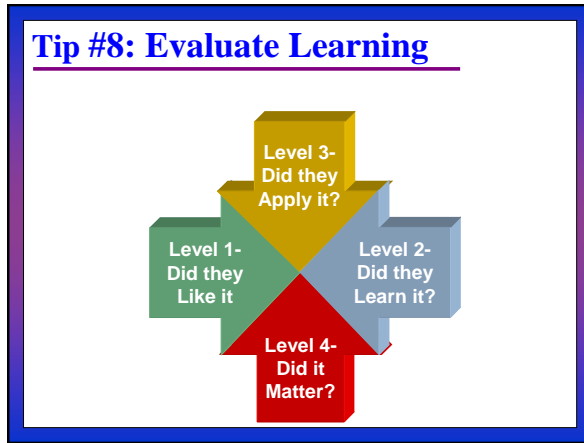 Tip #8: Evaluate Learning
Level 3-
Did they
Apply it?
Level 1-
Did they
Like it
Level 2-
Did they
Learn it?
Level 4-
Did it
Matter?